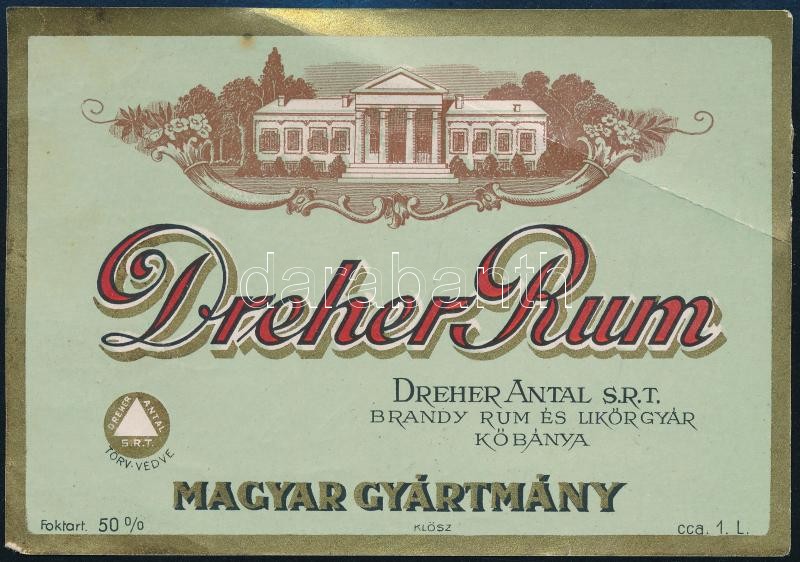 Dreher Rum
darabanth
DREHER ANTAL S.R.T.
BRANDY RUM ÉS LIKŐRGYÁR
KŐBÁNYA
DREHER ANTAL
S.R.T.
TÖRV. VÉDVE
MAGYAR GYÁRTMÁNY
Foktart. 50 %
KLÖSZ
cca. 1. L.